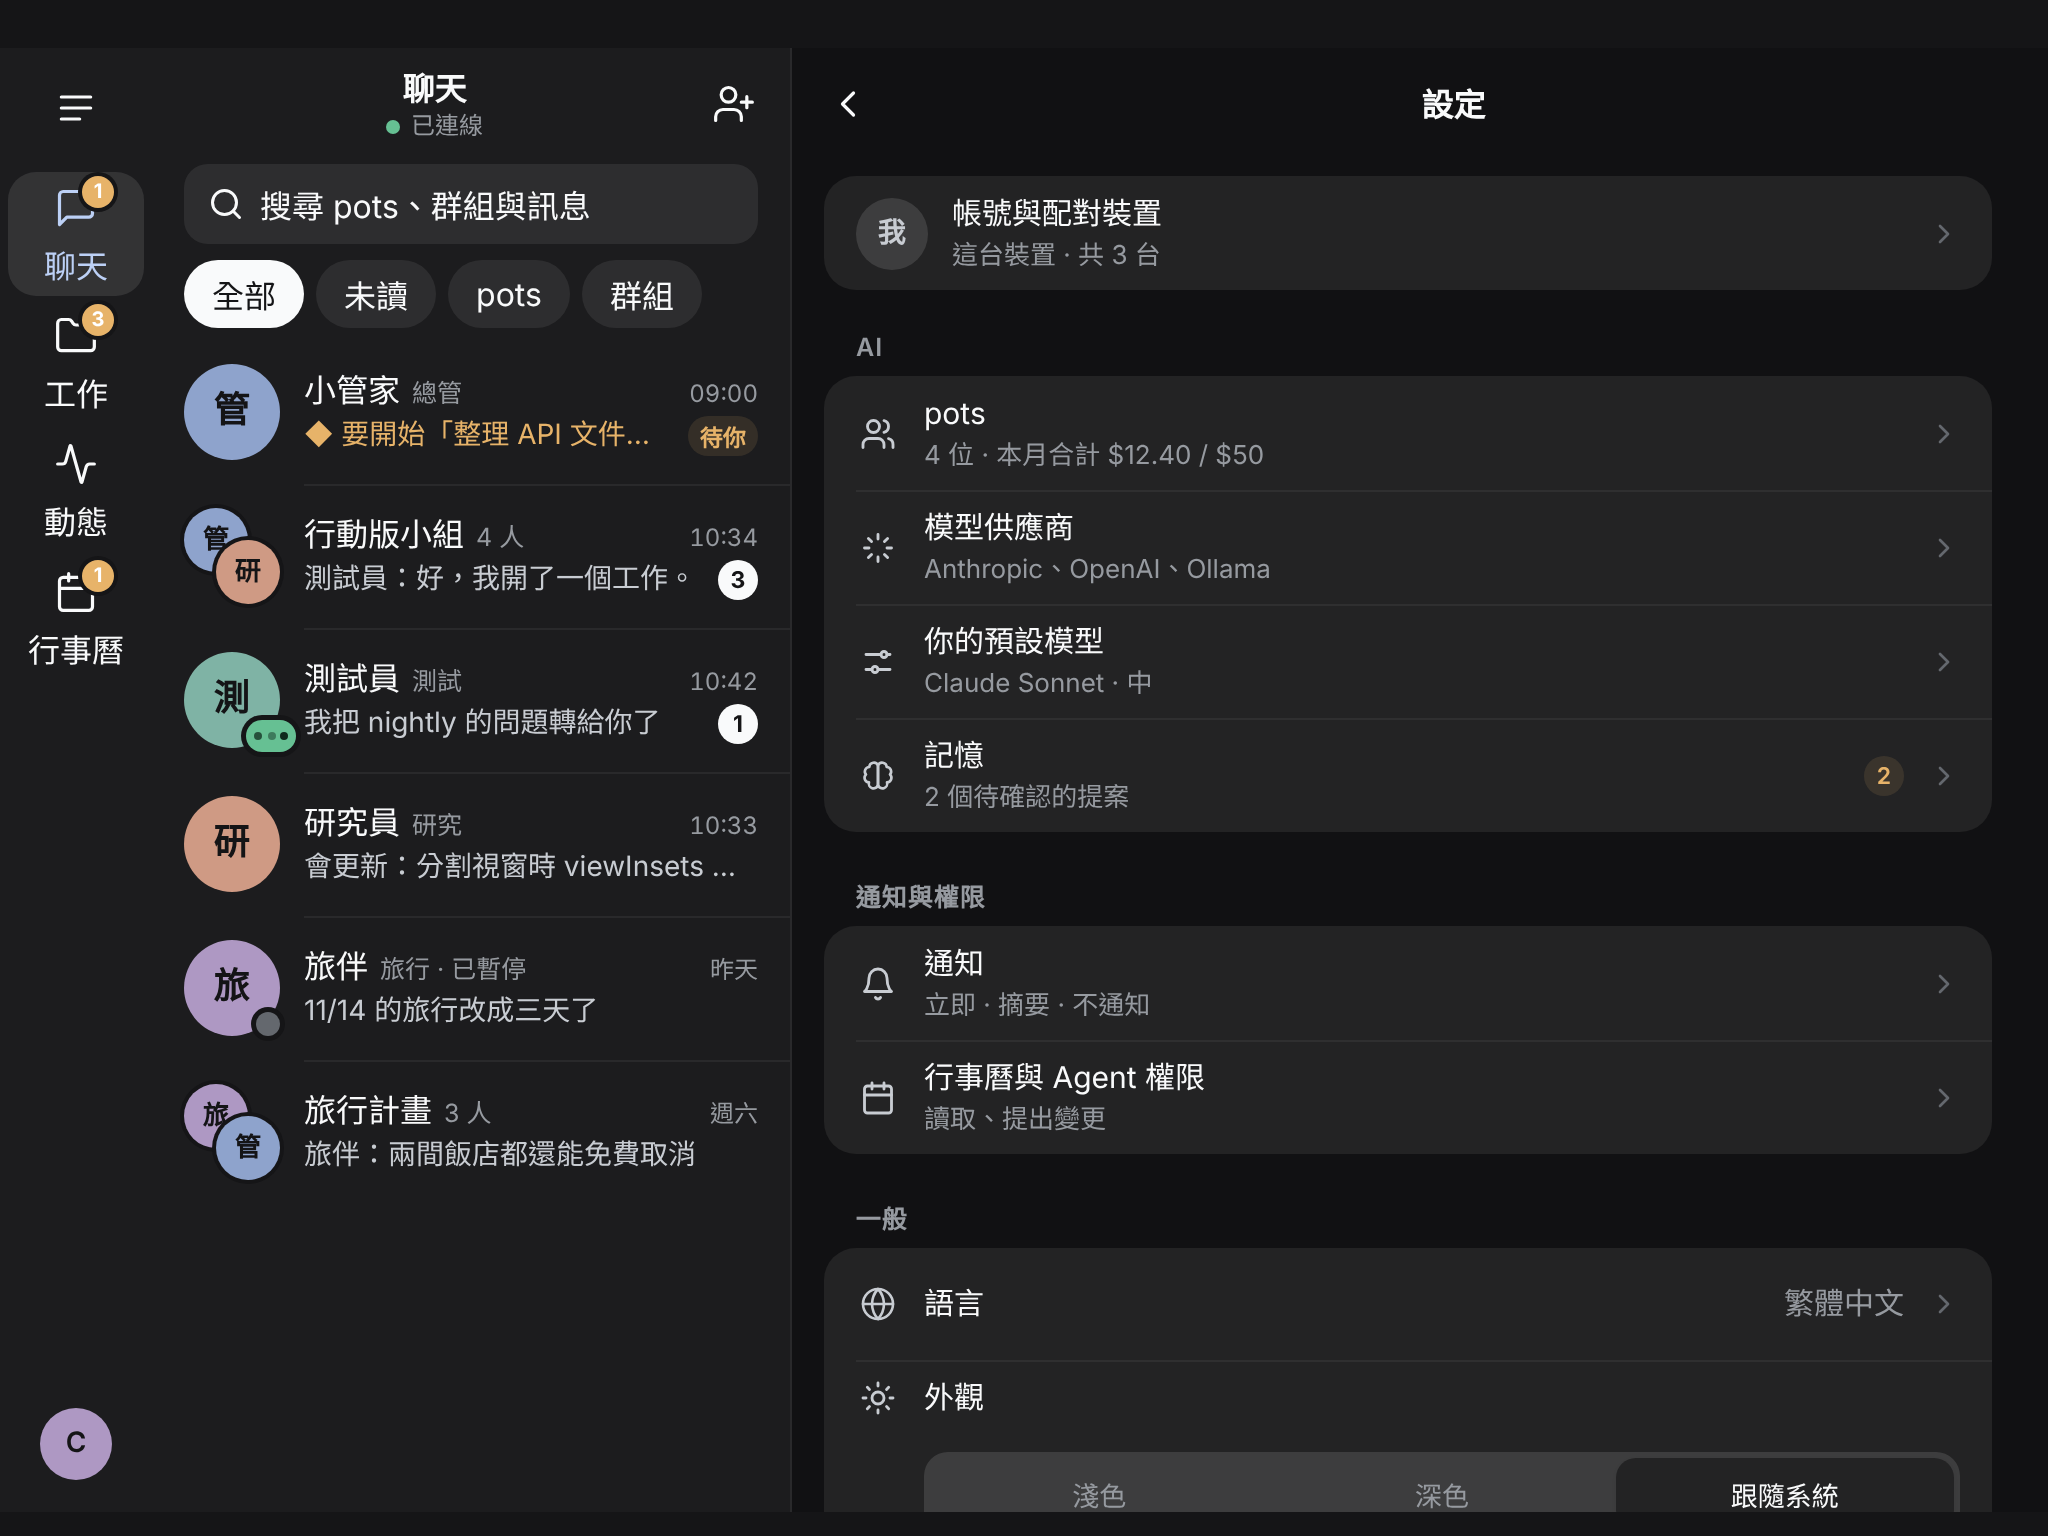 聊天
已連線
1
聊天
3
工作
動態
1
行事曆
C
搜尋 pots、群組與訊息
全部 未讀 pots 群組
管
小管家 總管 09:00
◆ 要開始「整理 API 文件... 待你
管 研
行動版小組 4 人 10:34
測試員：好，我開了一個工作。 3
測
測試員 測試 10:42
我把 nightly 的問題轉給你了 1
研
研究員 研究 10:33
會更新：分割視窗時 viewInsets ...
旅
旅伴 旅行 · 已暫停 昨天
11/14 的旅行改成三天了
旅 管
旅行計畫 3 人 週六
旅伴：兩間飯店都還能免費取消
設定
我
帳號與配對裝置
這台裝置 · 共 3 台
AI
pots
4 位 · 本月合計 $12.40 / $50
模型供應商
Anthropic、OpenAI、Ollama
你的預設模型
Claude Sonnet · 中
記憶
2 個待確認的提案
2
通知與權限
通知
立即 · 摘要 · 不通知
行事曆與 Agent 權限
讀取、提出變更
一般
語言 繁體中文
外觀
淺色 深色 跟隨系統